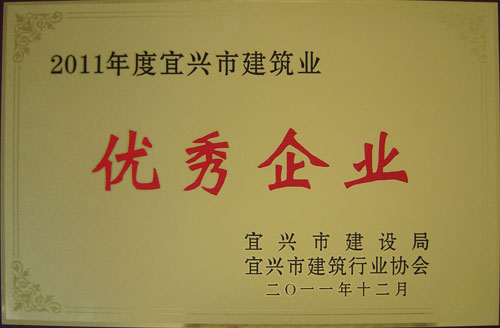 2011年度宜兴市建筑业
优秀企业
宜兴市建设局
宜兴市建筑行业协会
二〇一一年十二月